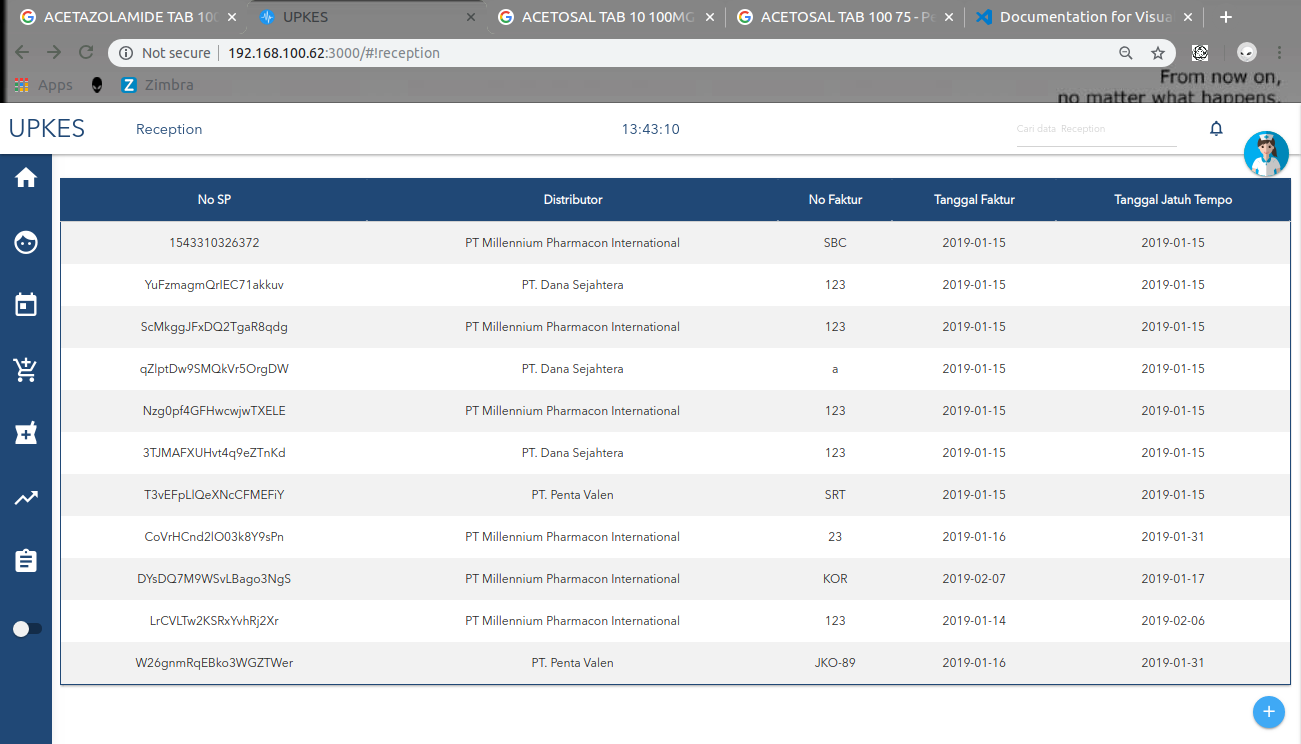 ACETAZOLAMIDE TAB 100
UPKES
ACETOSAL TAB 10 100MG
ACETOSAL TAB 100 75 - Pe
Documentation for Visua
Not secure
192.168.100.62:3000/#!reception
Apps
Zimbra
From now on,
no matter what happens.
UPKES Reception 13:43:10 Cari data Reception
No SP Distributor No Faktur Tanggal Faktur Tanggal Jatuh Tempo
1543310326372 PT Millennium Pharmacon International SBC 2019-01-15 2019-01-15
YuFzmagmQrIEC71akkuv PT. Dana Sejahtera 123 2019-01-15 2019-01-15
ScMkggJFxDQ2TgaR8qdg PT Millennium Pharmacon International 123 2019-01-15 2019-01-15
qZlptDw9SMQkVr5OrgDW PT. Dana Sejahtera a 2019-01-15 2019-01-15
Nzg0pf4GFHwcwjwTXELE PT Millennium Pharmacon International 123 2019-01-15 2019-01-15
3TJMAFXUHvt4q9eZTnKd PT. Dana Sejahtera 123 2019-01-15 2019-01-15
T3vEFpLlQeXNcCFMEFiY PT. Penta Valen SRT 2019-01-15 2019-01-15
CoVrHCnd2lO03k8Y9sPn PT Millennium Pharmacon International 23 2019-01-16 2019-01-31
DYsDQ7M9WSvLBago3NgS PT Millennium Pharmacon International KOR 2019-02-07 2019-01-17
LrCVLTw2KSRxYvhRj2Xr PT Millennium Pharmacon International 123 2019-01-14 2019-02-06
W26gnmRqEBko3WGZTWer PT. Penta Valen JKO-89 2019-01-16 2019-01-31